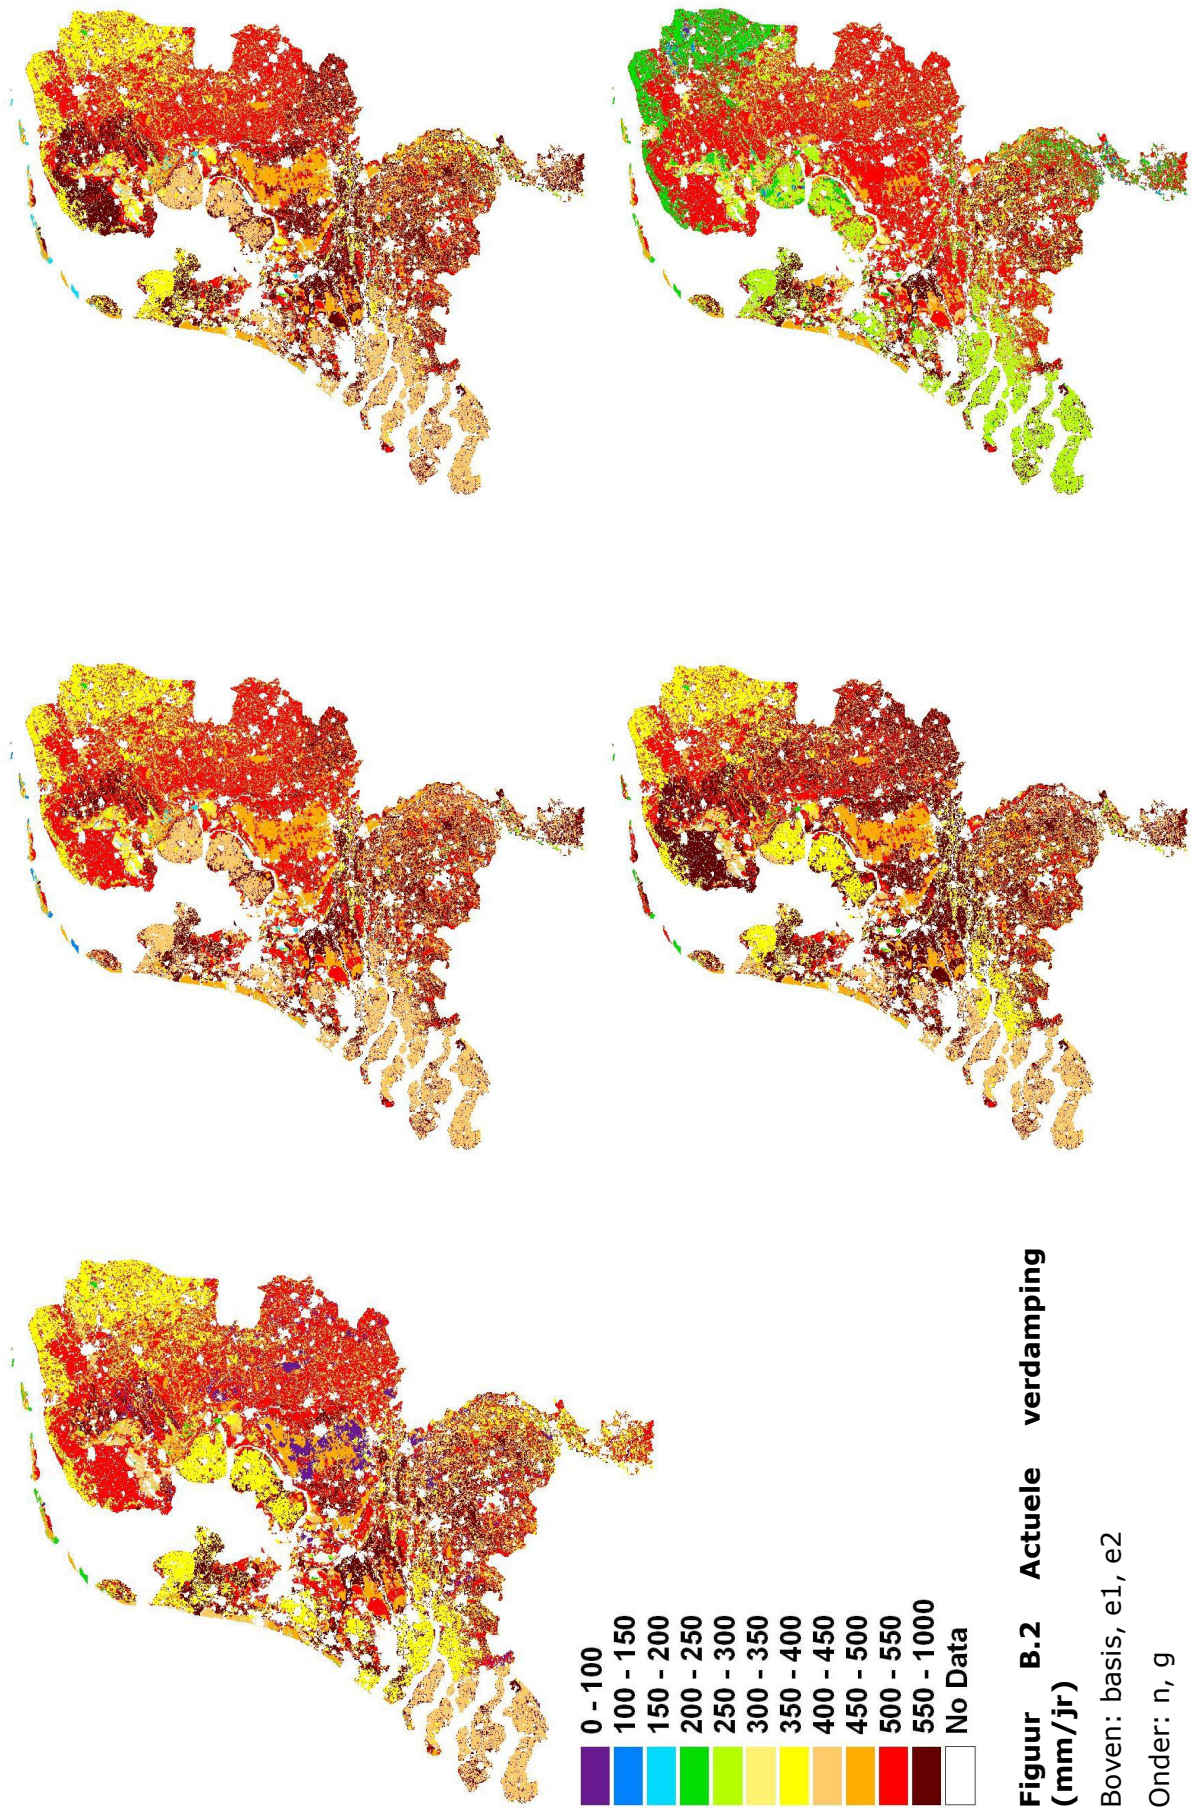 0 - 100
100 - 150
150 - 200
200 - 250
250 - 300
300 - 350
350 - 400
400 - 450
450 - 500
500 - 550
550 - 1000
No Data
Figuur B.2 Actuele verdamping
(mm/jr)
Boven: basis, e1, e2
Onder: n, g